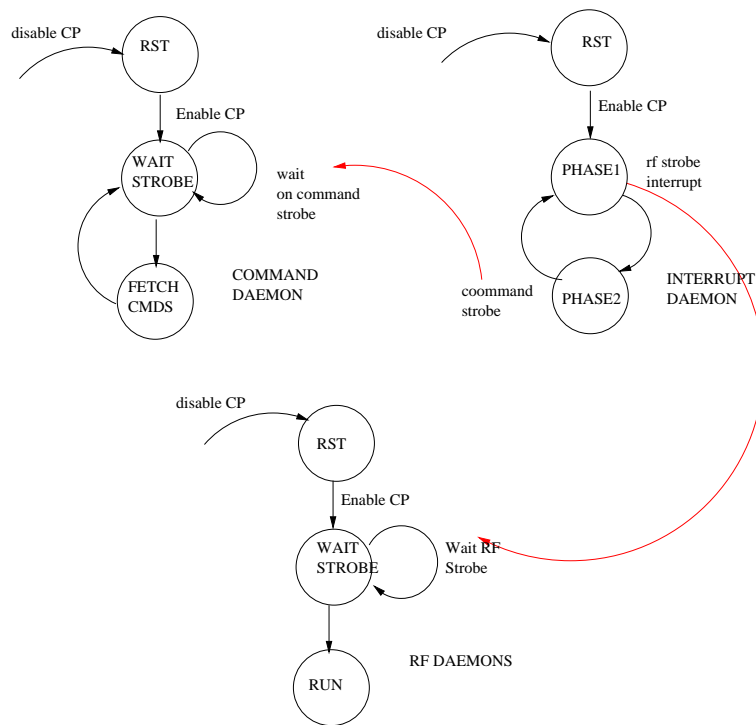 disable CP
RST
Enable CP
WAIT
STROBE
wait
on command
strobe
FETCH
CMDS
COMMAND
DAEMON
disable CP
RST
Enable CP
PHASE1
rf strobe
interrupt
coommand
strobe
PHASE2
INTERRUPT
DAEMON
disable CP
RST
Enable CP
WAIT
STROBE
Wait RF
Strobe
RUN
RF DAEMONS